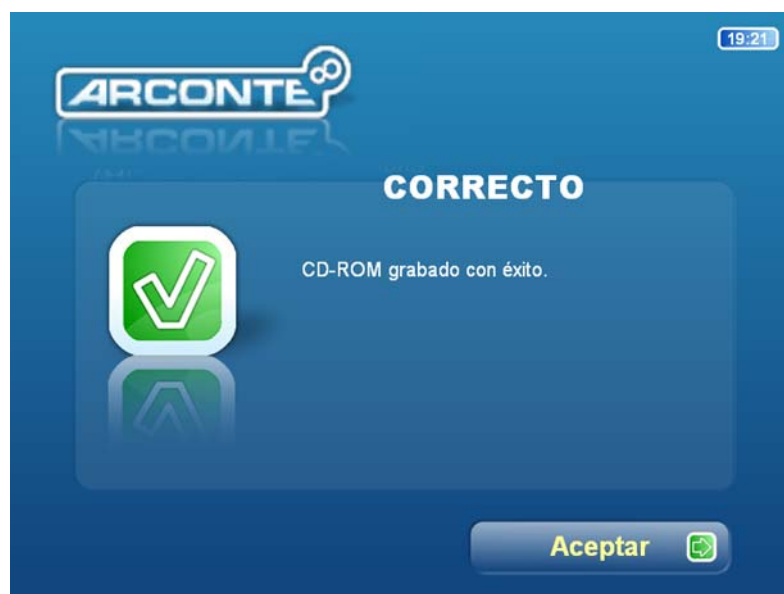 19:21
ARCONTE
CORRECTO
CD-ROM grabado con éxito.
Aceptar